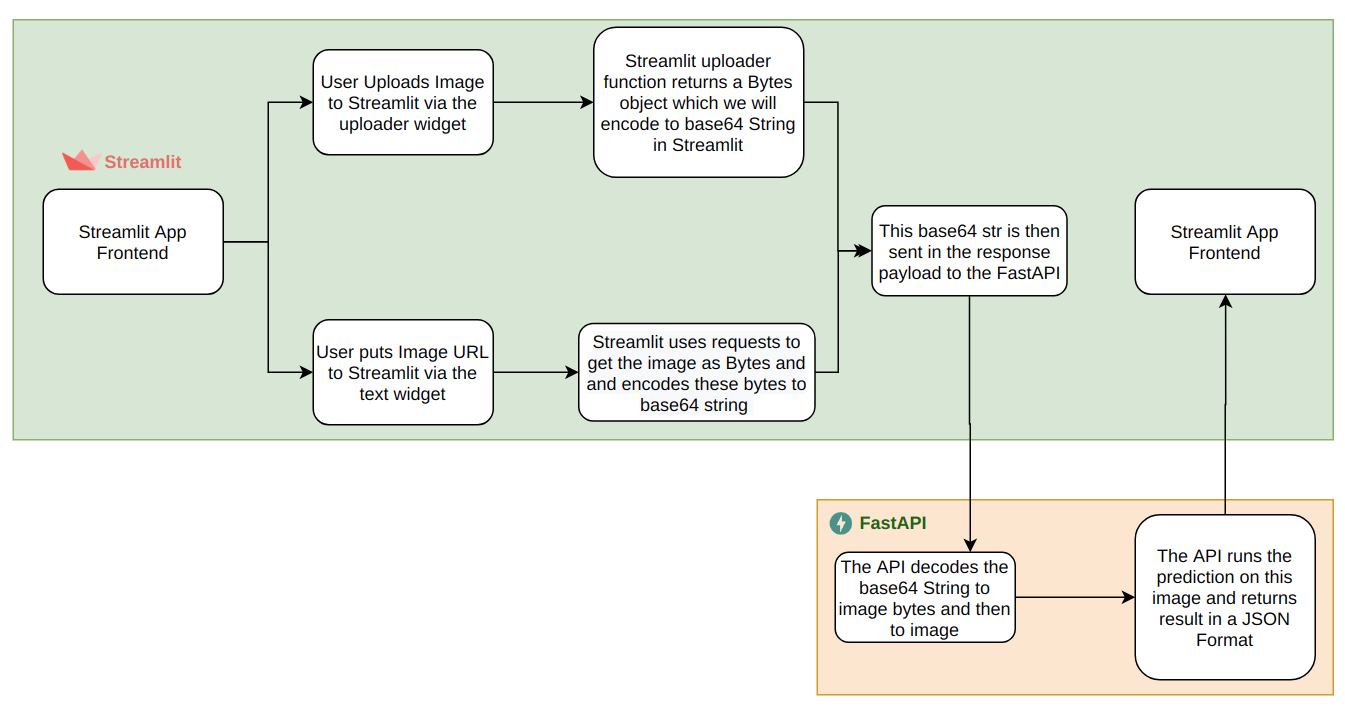 Streamlit
Streamlit App
Frontend
User Uploads Image
to Streamlit via the
uploader widget
Streamlit uploader
function returns a Bytes
object which we will
encode to base64 String
in Streamlit
User puts Image URL
to Streamlit via the
text widget
Streamlit uses requests to
get the image as Bytes and
and encodes these bytes to
base64 string
This base64 str is then
sent in the response
payload to the FastAPI
Streamlit App
Frontend
FastAPI
The API decodes the
base64 String to
image bytes and then
to image
The API runs the
prediction on this
image and returns
result in a JSON
Format